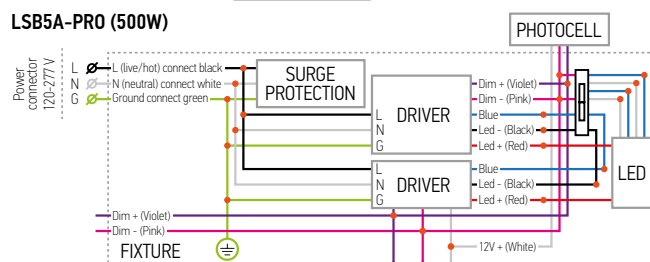 LSB5A-PRO (500W)
PHOTOCELL
Power
connector
120-277 V
L
N
G
L (live/hot) connect black
N (neutral) connect white
Ground connect green
SURGE
PROTECTION
L
N
G
DRIVER
Dim + (Violet)
Dim - (Pink)
Blue
Led - (Black)
Led + (Red)
L
N
G
DRIVER
Blue
Led - (Black)
Led + (Red)
LED
Dim + (Violet)
Dim - (Pink)
FIXTURE
12V + (White)